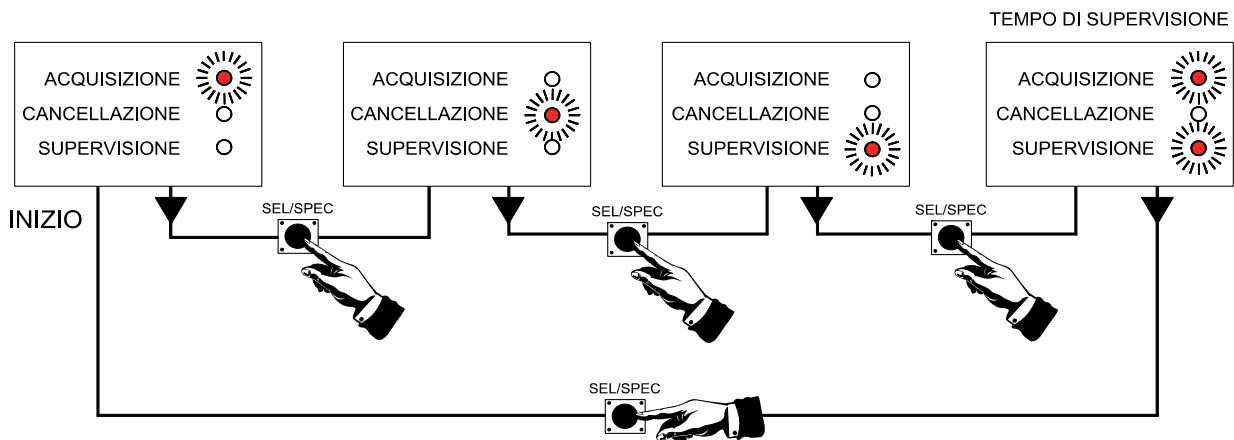 TEMPO DI SUPERVISIONE
ACQUISIZIONE
CANCELLAZIONE
SUPERVISIONE
ACQUISIZIONE
CANCELLAZIONE
SUPERVISIONE
ACQUISIZIONE
CANCELLAZIONE
SUPERVISIONE
ACQUISIZIONE
CANCELLAZIONE
SUPERVISIONE
INIZIO
SEL/SPEC
SEL/SPEC
SEL/SPEC
SEL/SPEC